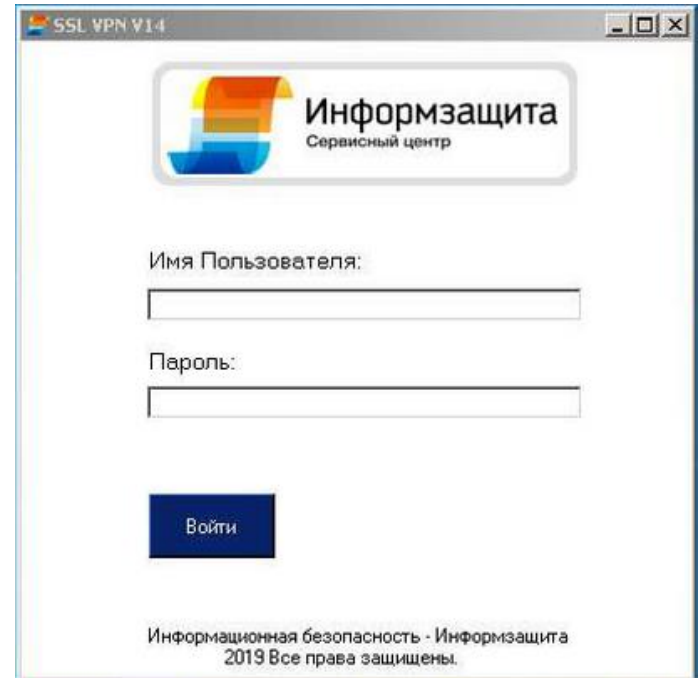 SSL VPN V14
Информзащита
Сервисный центр
Имя Пользователя:
Пароль:
Войти
Информационная безопасность - Информзащита
2019 Все права защищены.